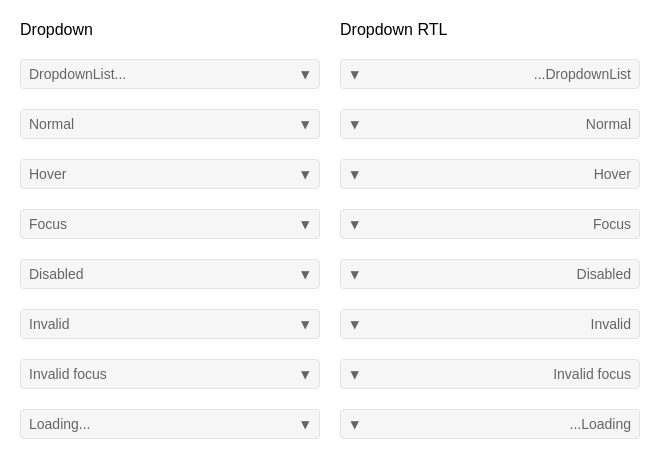 Dropdown
DropdownList...
Normal
Hover
Focus
Disabled
Invalid
Invalid focus
Loading...
Dropdown RTL
...DropdownList
Normal
Hover
Focus
Disabled
Invalid
Invalid focus
...Loading